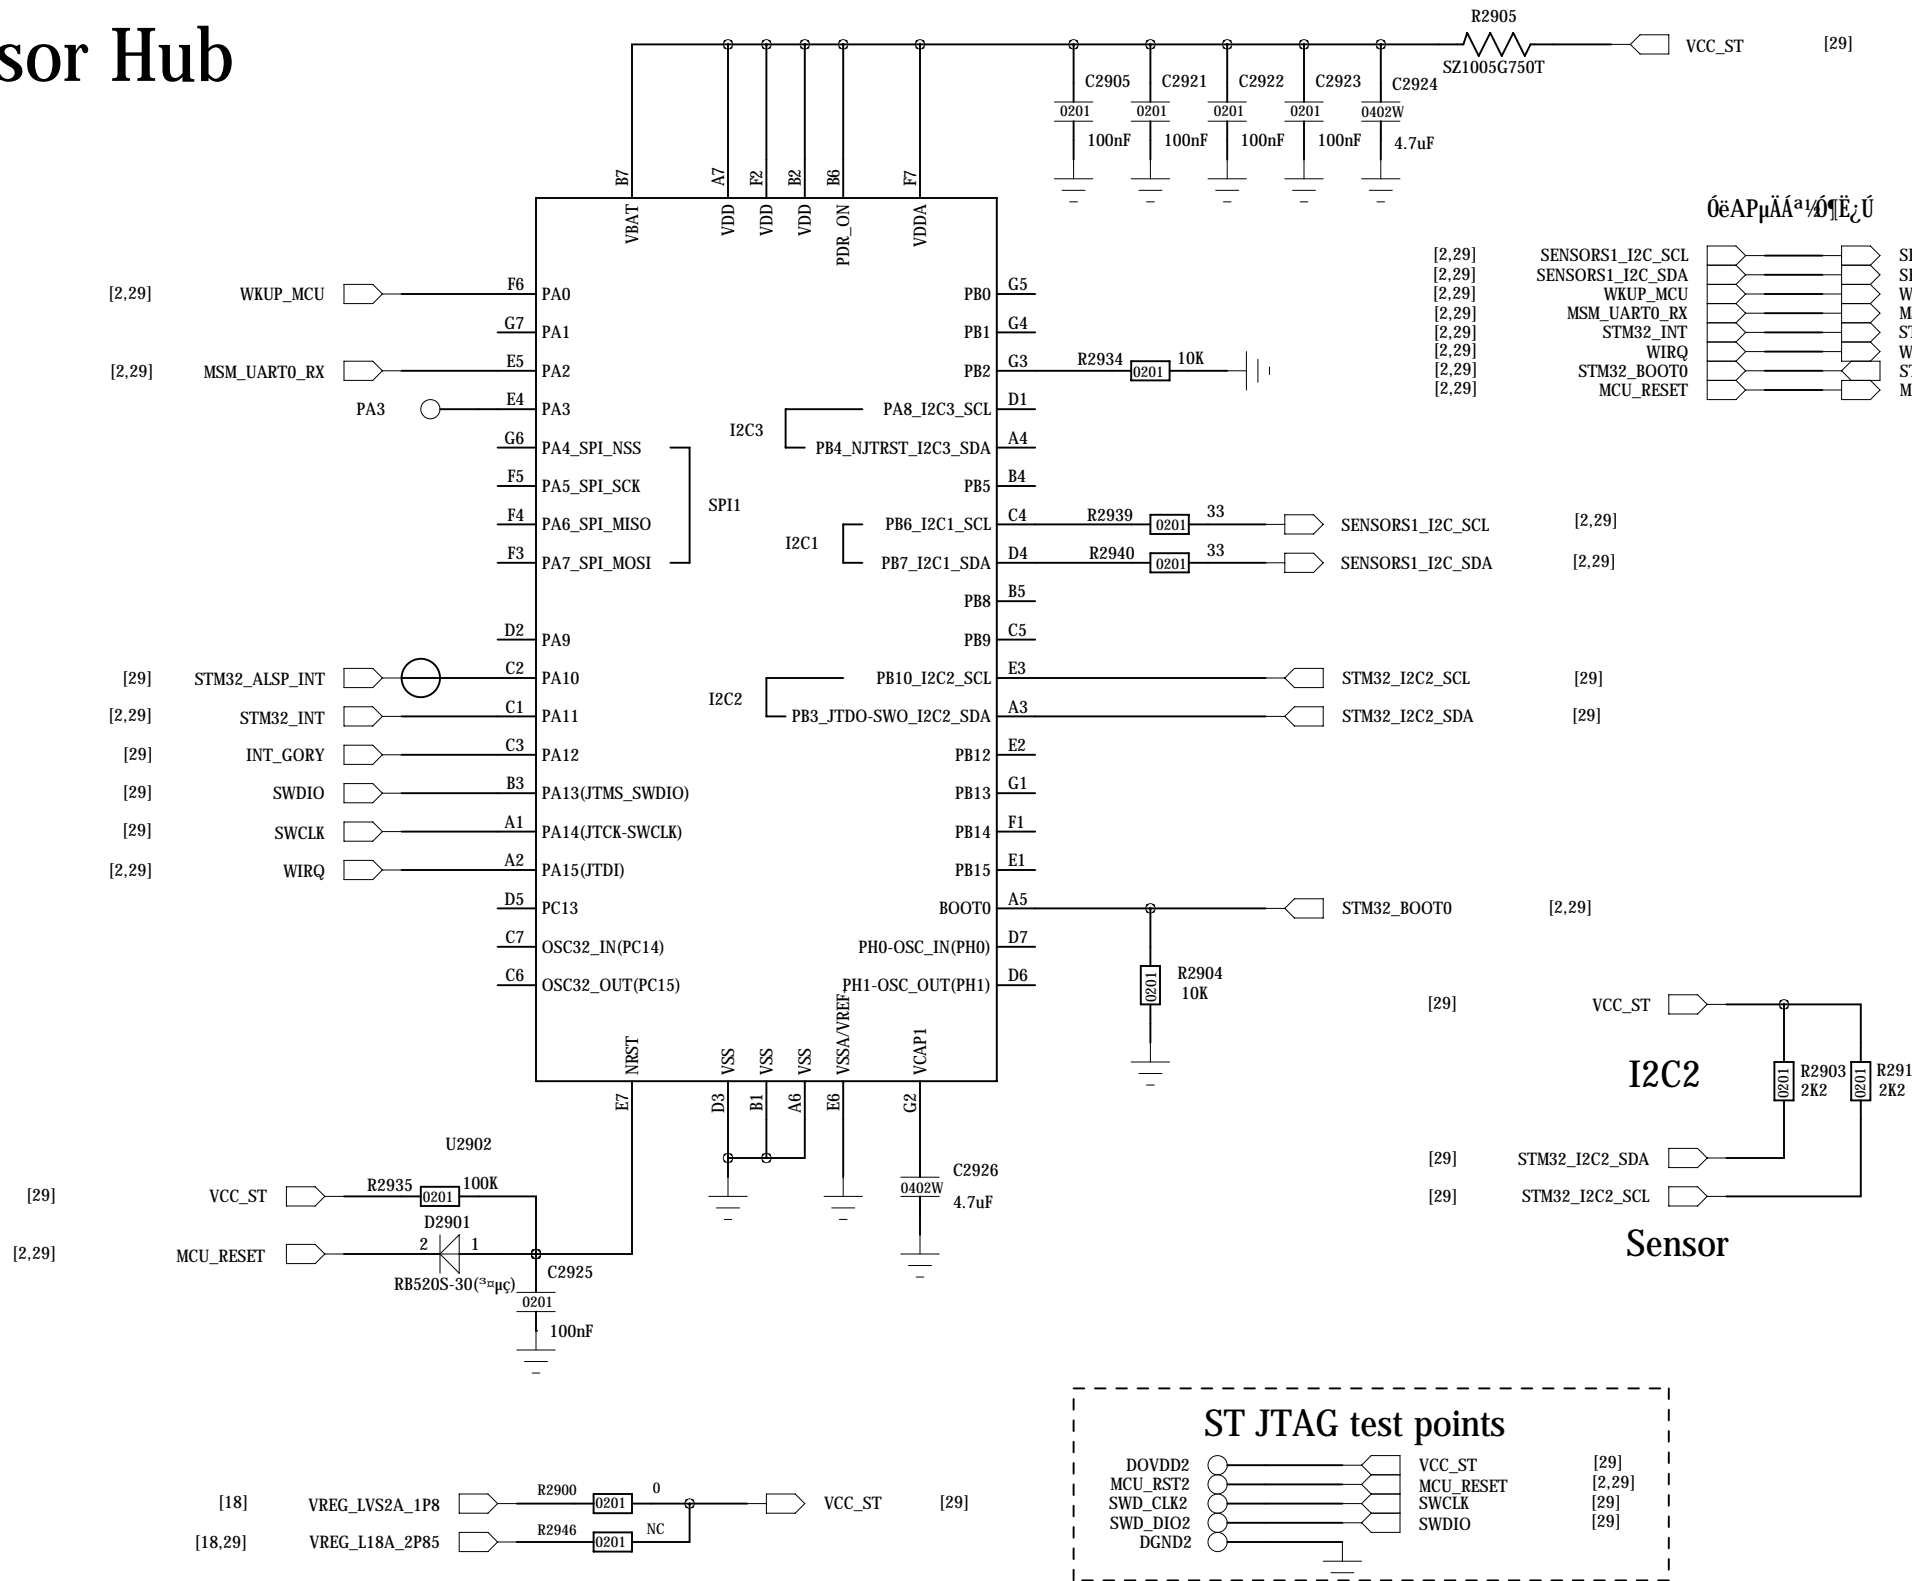 sor Hub
R2905
VCC_ST [29]
SZ1005G750T
C2905 C2921 C2922 C2923 C2924
0201 0201 0201 0201 0402W
100nF 100nF 100nF 100nF 4.7uF
B7 A7 F2 B2 B6 F7
VBAT VDD VDD VDD PDR_ON VDDA
ÓëAPµÄÁª½Ó¶Ë¿Ú
[2,29] SENSORS1_I2C_SCL
[2,29] SENSORS1_I2C_SDA
[2,29] WKUP_MCU
[2,29] MSM_UART0_RX
[2,29] STM32_INT
[2,29] WIRQ
[2,29] STM32_BOOT0
[2,29] MCU_RESET
[2,29] WKUP_MCU F6 PA0
G7 PA1
[2,29] MSM_UART0_RX E5 PA2
PA3 E4 PA3
G6 PA4_SPI_NSS
F5 PA5_SPI_SCK
F4 PA6_SPI_MISO
F3 PA7_SPI_MOSI
SPI1
D2 PA9
[29] STM32_ALSP_INT C2 PA10
[2,29] STM32_INT C1 PA11
[29] INT_GORY C3 PA12
[29] SWDIO B3 PA13(JTMS_SWDIO)
[29] SWCLK A1 PA14(JTCK-SWCLK)
[2,29] WIRQ A2 PA15(JTDI)
D5 PC13
C7 OSC32_IN(PC14)
C6 OSC32_OUT(PC15)
PB0 G5
PB1 G4
PB2 G3 R2934 0201 10K
I2C3
PA8_I2C3_SCL D1
PB4_NJTRST_I2C3_SDA A4
PB5 B4
I2C1
PB6_I2C1_SCL C4 R2939 0201 33 SENSORS1_I2C_SCL [2,29]
PB7_I2C1_SDA D4 R2940 0201 33 SENSORS1_I2C_SDA [2,29]
PB8 B5
PB9 C5
I2C2
PB10_I2C2_SCL E3 STM32_I2C2_SCL [29]
PB3_JTDO-SWO_I2C2_SDA A3 STM32_I2C2_SDA [29]
PB12 E2
PB13 G1
PB14 F1
PB15 E1
BOOT0 A5 STM32_BOOT0 [2,29]
PH0-OSC_IN(PH0) D7
PH1-OSC_OUT(PH1) D6
0201 R2904
10K
NRST VSS VSS VSS VSSA/VREF VCAP1
E7 D3 B1 A6 E6 G2
U2902
C2926
0402W
4.7uF
[29] VCC_ST R2935 0201 100K
D2901
[2,29] MCU_RESET 2 1
RB520S-30(³¤µç)
C2925
0201
100nF
[29] VCC_ST
I2C2
0201 R2903 0201 R291
2K2 2K2
[29] STM32_I2C2_SDA
[29] STM32_I2C2_SCL
Sensor
[18] VREG_LVS2A_1P8 R2900 0201 0 VCC_ST [29]
[18,29] VREG_L18A_2P85 R2946 0201 NC
ST JTAG test points
DOVDD2 VCC_ST [29]
MCU_RST2 MCU_RESET [2,29]
SWD_CLK2 SWCLK [29]
SWD_DIO2 SWDIO [29]
DGND2